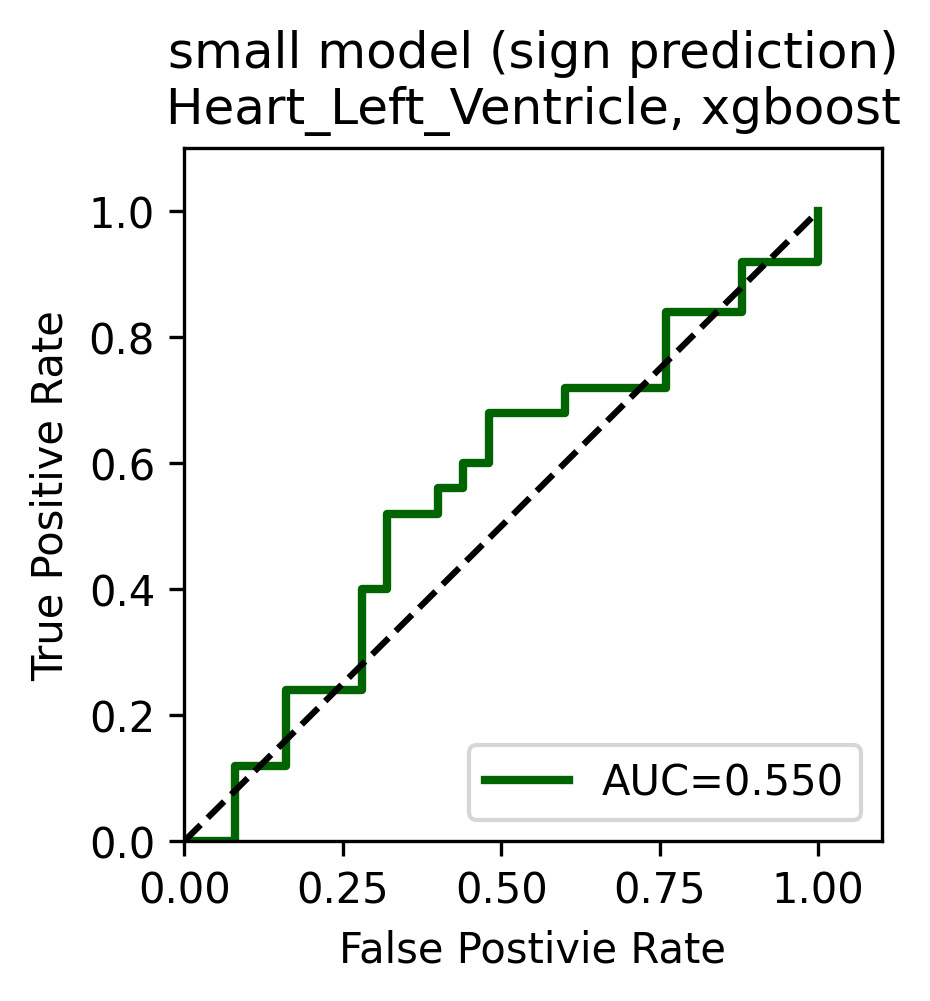 small model (sign prediction)
Heart_Left_Ventricle, xgboost
True Positive Rate
1.0
0.8
0.6
0.4
0.2
0.0
AUC=0.550
0.00 0.25 0.50 0.75 1.00
False Postivie Rate